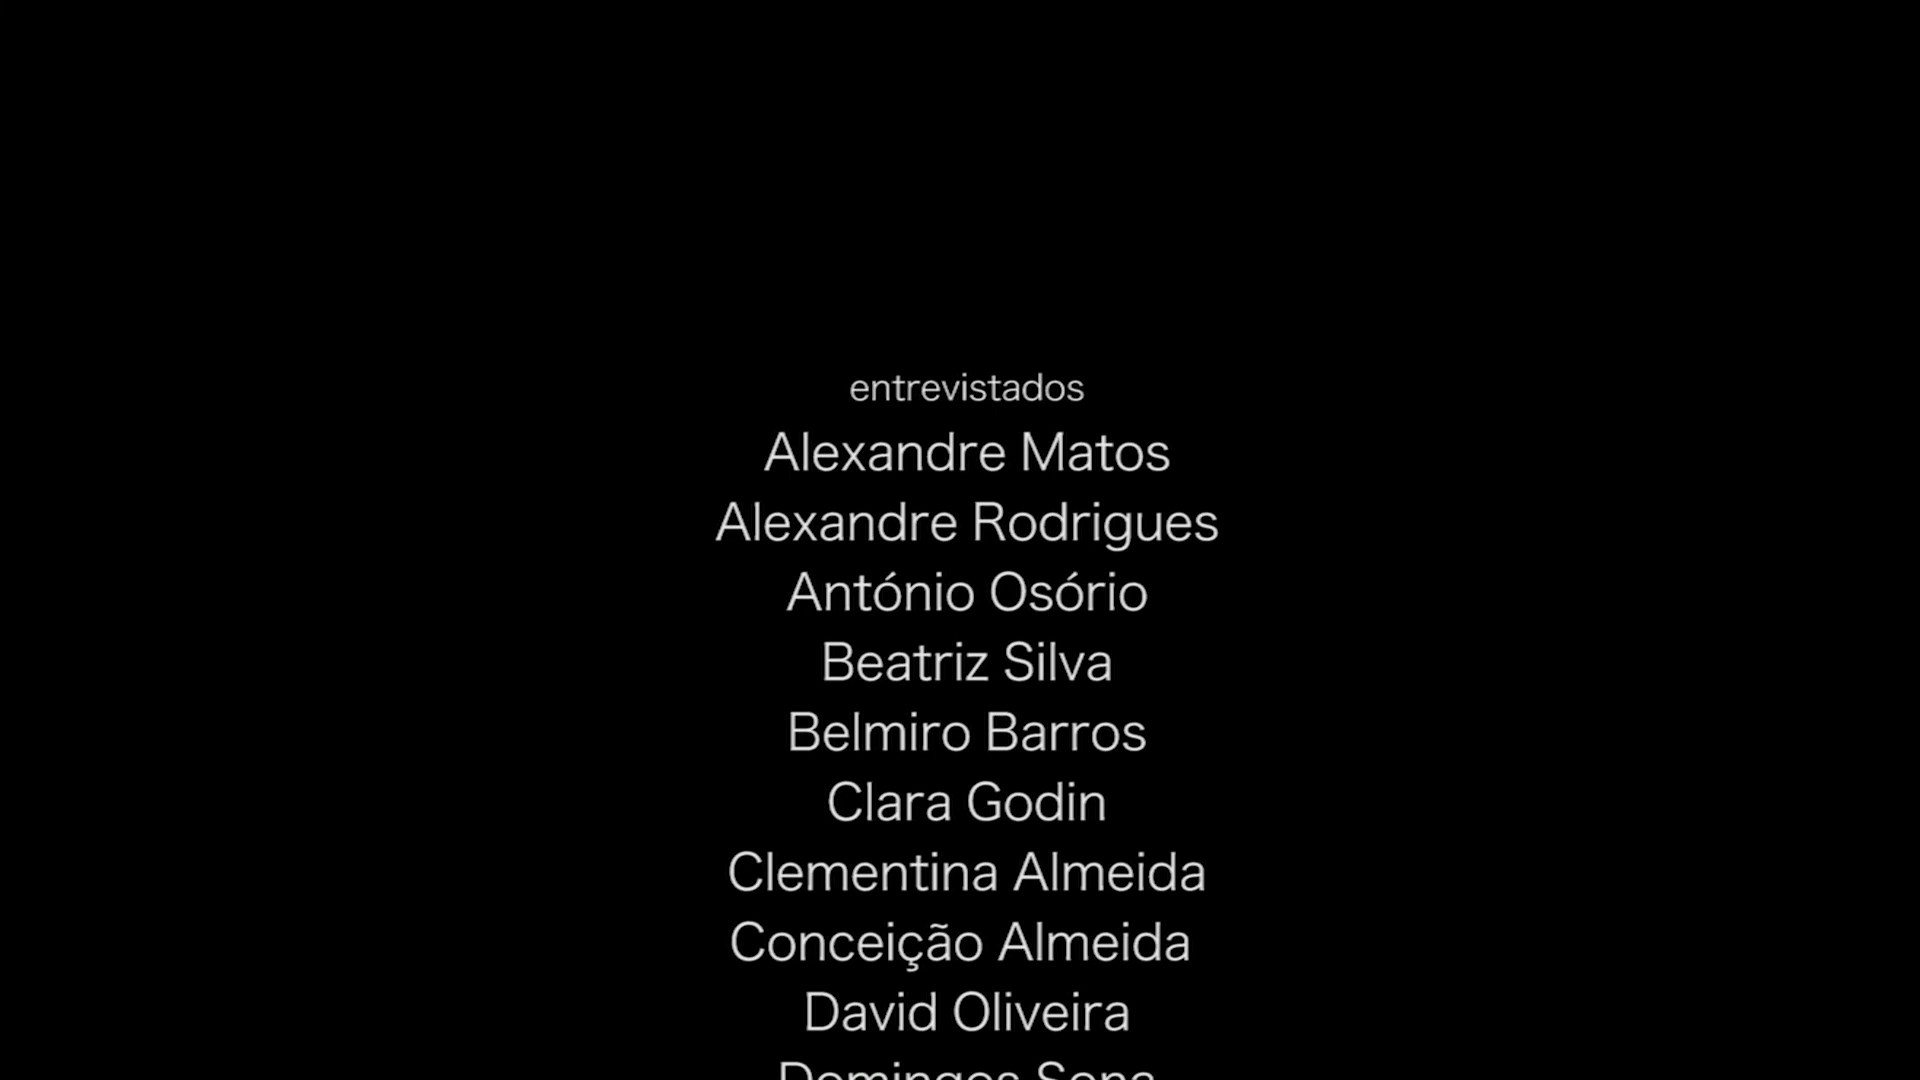 entrevistados
Alexandre Matos
Alexandre Rodrigues
António Osório
Beatriz Silva
Belmiro Barros
Clara Godin
Clementina Almeida
Conceição Almeida
David Oliveira
Domingos